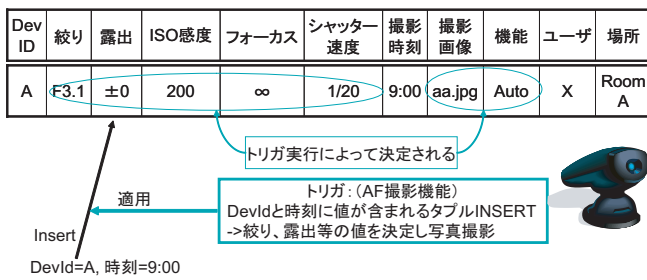 Dev ID 絞り 露出 ISO感度 フォーカス シャッター速度 撮影時刻 撮影画像 機能 ユーザ 場所
A F3.1 ±0 200 ∞ 1/20 9:00 aa.jpg Auto X Room A
トリガ実行によって決定される
適用
トリガ：（AF撮影機能）
DevIdと時刻に値が含まれるタプルINSERT
->絞り、露出等の値を決定し写真撮影
Insert
DevId=A, 時刻=9:00